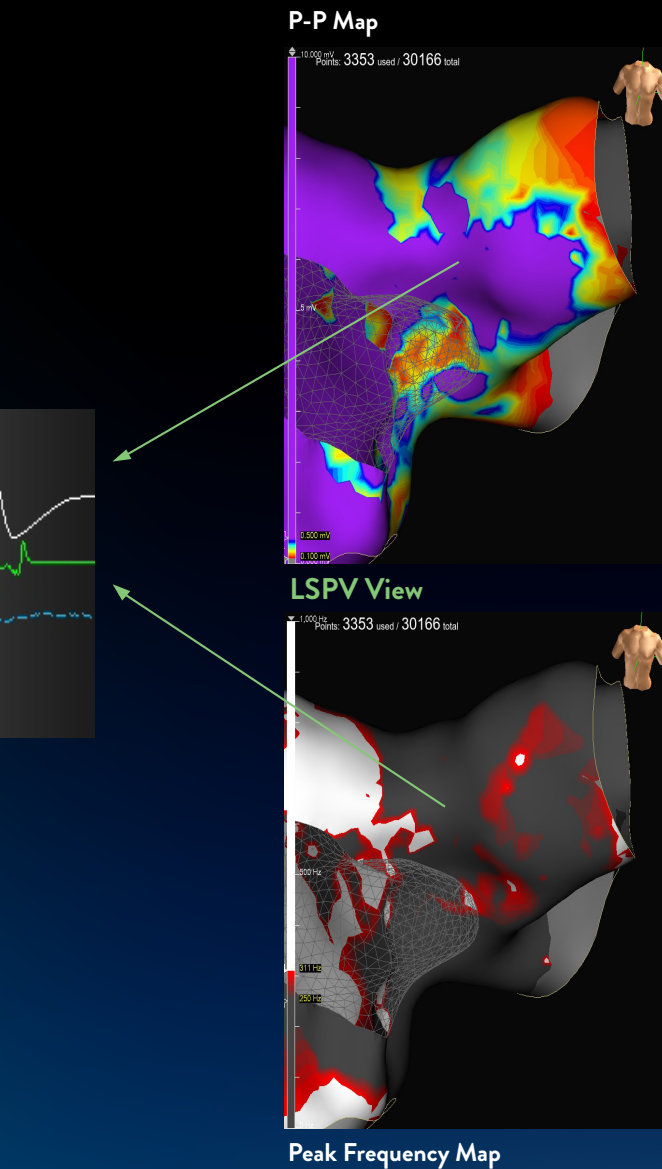 P-P Map
10.000 mV
Points: 3353 used / 30166 total
5 mV
0.500 mV
0.100 mV
LSPV View
1,000 Hz
Points: 3353 used / 30166 total
500 Hz
311 Hz
250 Hz
Peak Frequency Map